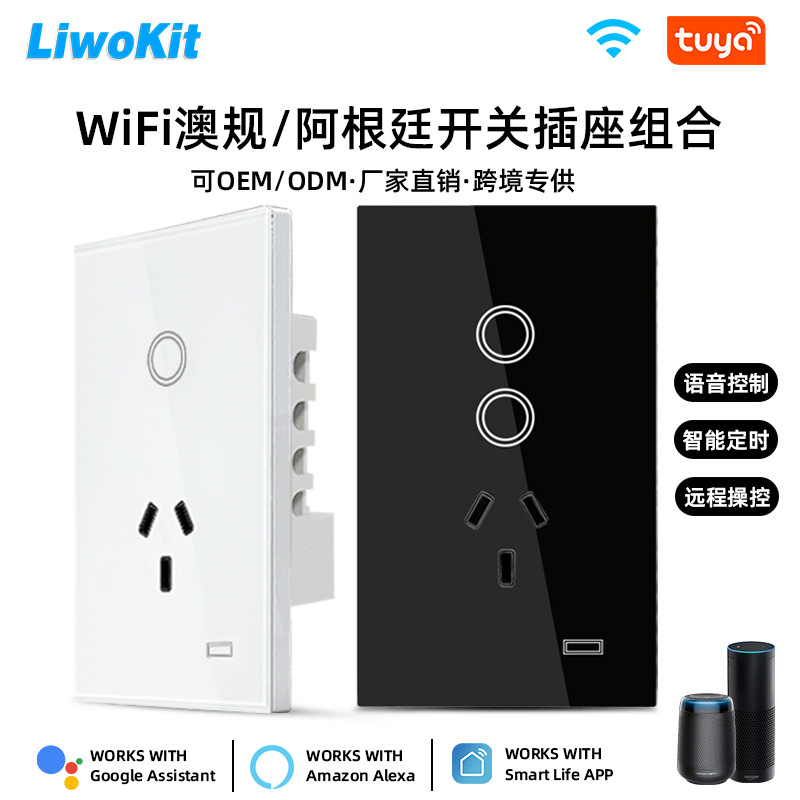 LiwoKit
tuya
WiFi澳规/阿根廷开关插座组合
可OEM/ODM·厂家直销·跨境专供
语音控制
智能定时
远程操控
WORKS WITH
Google Assistant
WORKS WITH
Amazon Alexa
WORKS WITH
Smart Life APP